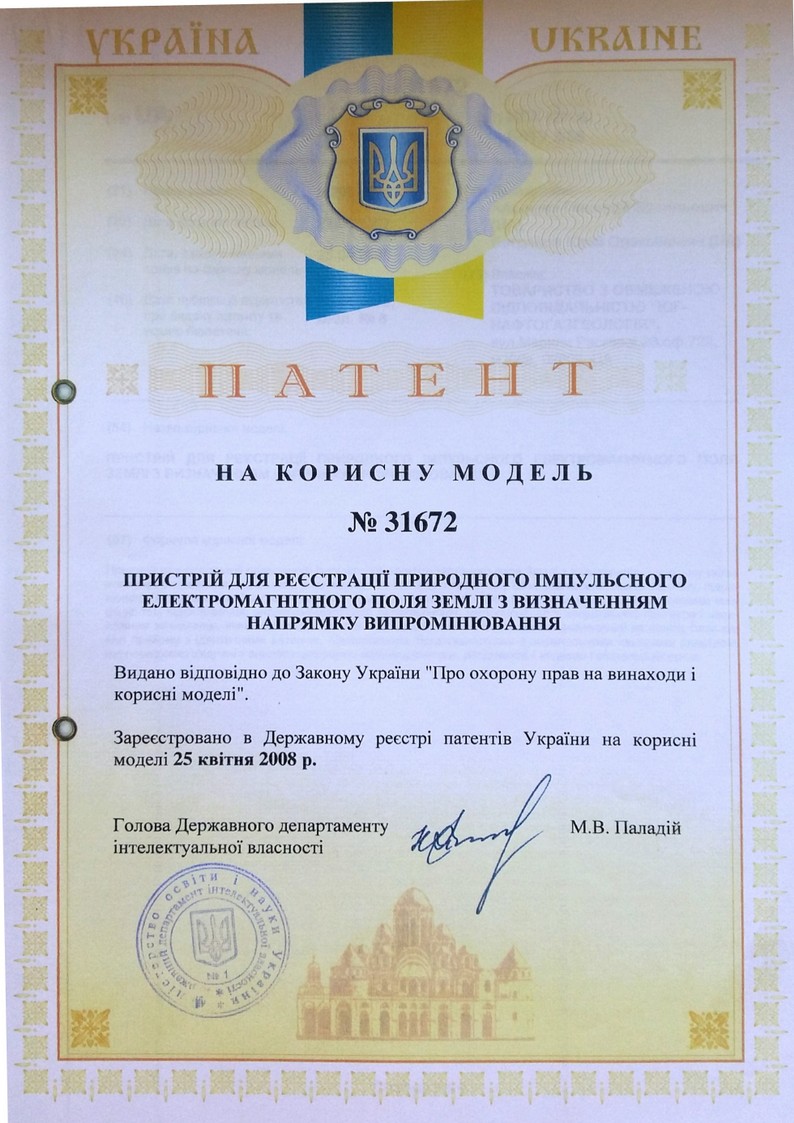 УКРАЇНА
UKRAINE
ПАТЕНТ
НА КОРИСНУ МОДЕЛЬ
№ 31672
ПРИСТРІЙ ДЛЯ РЕЄСТРАЦІЇ ПРИРОДНОГО ІМПУЛЬСНОГО
ЕЛЕКТРОМАГНІТНОГО ПОЛЯ ЗЕМЛІ З ВИЗНАЧЕННЯМ
НАПРЯМКУ ВИПРОМІНЮВАННЯ
Видано відповідно до Закону України "Про охорону прав на винаходи і
корисні моделі".
Зареєстровано в Державному реєстрі патентів України на корисні
моделі 25 квітня 2008 р.
Голова Державного департаменту
інтелектуальної власності
М.В. Паладій
освіти і науки України
департамент інтелектуальної власності
№ 1